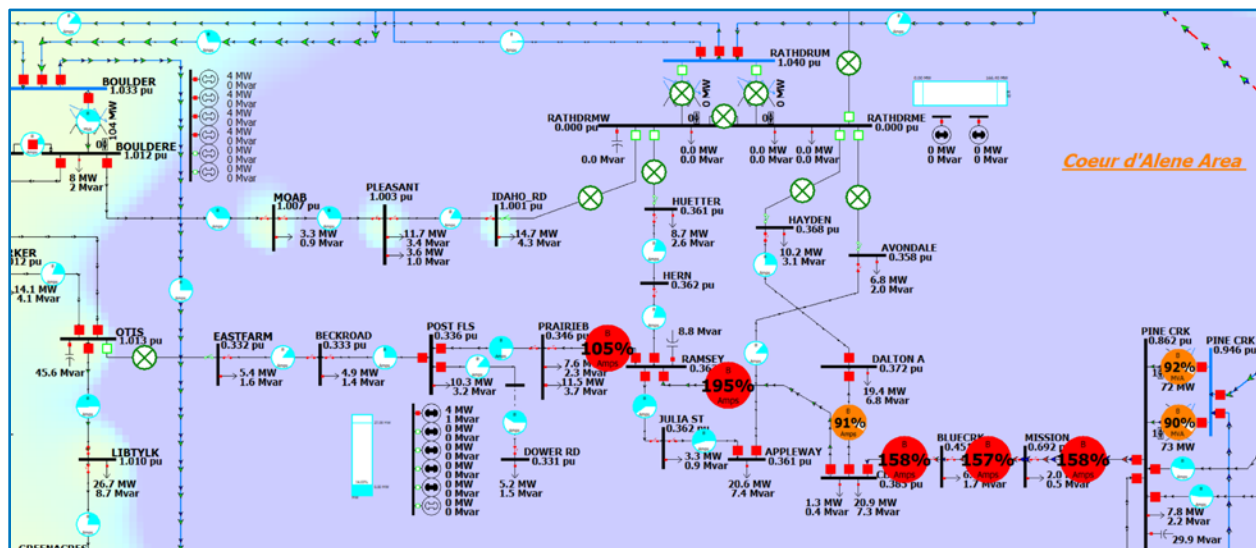 BOULDER
1.033 pu
104 MW
BOULDERE
1.012 pu
8 MW
2 Mvar
4 MW
0 Mvar
4 MW
0 Mvar
4 MW
0 Mvar
4 MW
0 Mvar
0 MW
0 Mvar
0 MW
0 Mvar
RATHDRUM
1.040 pu
0 MW
0 MW
RATHDRMW
0.000 pu
RATHDRME
0.000 pu
0.0 Mvar
0.0 MW
0.0 Mvar
0.0 MW
0.0 Mvar
0.0 MW
0.0 Mvar
0 MW
0 Mvar
0 MW
0 Mvar
Coeur d'Alene Area
MOAB
1.007 pu
3.3 MW
0.9 Mvar
PLEASANT
1.003 pu
11.7 MW
3.4 Mvar
3.6 MW
1.0 Mvar
IDAHO_RD
1.001 pu
14.7 MW
4.3 Mvar
HUETTER
0.361 pu
8.7 MW
2.6 Mvar
HAYDEN
0.368 pu
10.2 MW
3.1 Mvar
AVONDALE
0.358 pu
6.8 MW
2.0 Mvar
HERN
0.362 pu
RKER
012 pu
14.1 MW
4.1 Mvar
OTIS
1.013 pu
45.6 Mvar
EASTFARM
0.332 pu
5.4 MW
1.6 Mvar
BECKROAD
0.333 pu
4.9 MW
1.4 Mvar
POST FLS
0.336 pu
10.3 MW
3.2 Mvar
PRAIRIEB
0.346 pu
7.6
2.3 Mvar
11.5 MW
3.7 Mvar
105%
Amps
8.8 Mvar
RAMSEY
195%
Amps
DALTON A
0.372 pu
19.4 MW
6.8 Mvar
91%
Amps
JULIA ST
0.362 pu
3.3 MW
0.9 Mvar
APPLEWAY
0.361 pu
20.6 MW
7.4 Mvar
0.385 pu
1.3 MW
0.4 Mvar
20.9 MW
7.3 Mvar
158%
Amps
BLUECRK
1.7 Mvar
157%
Amps
MISSION
0.692
2.0
0.5 Mvar
158%
Amps
PINE CRK
0.862 pu
PINE CRK
0.946 pu
92%
MVA
72 MW
90%
MVA
73 MW
7.8 MW
2.2 Mvar
29.9 Mvar
4 MW
1 Mvar
0 MW
0 Mvar
0 MW
0 Mvar
0 MW
0 Mvar
0 MW
0 Mvar
0 MW
0 Mvar
DOWER RD
0.331 pu
5.2 MW
1.5 Mvar
LIBTYLK
1.010 pu
26.7 MW
8.7 Mvar